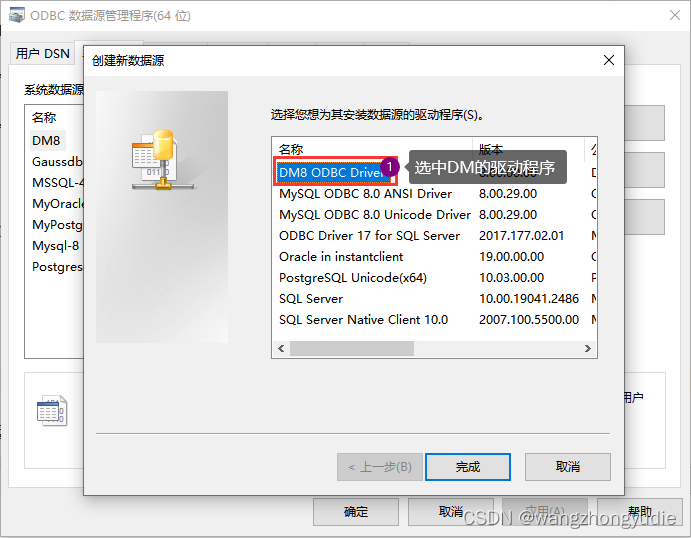 ODBC 数据源管理程序(64 位)
用户 DSN
系统数据源
名称
DM8
Gaussdb
MSSQL-4
MyOracle
MyPostg
Mysql-8
Postgres
创建新数据源
选择您想为其安装数据源的驱动程序(S)。
名称 版本
DM8 ODBC Driver 8.00.00.00 D
1 选中DM的驱动程序
MySQL ODBC 8.0 ANSI Driver 8.00.29.00
MySQL ODBC 8.0 Unicode Driver 8.00.29.00
ODBC Driver 17 for SQL Server 2017.177.02.01
Oracle in instantclient 19.00.00.00
PostgreSQL Unicode(x64) 10.03.00.00
SQL Server 10.00.19041.2486
SQL Server Native Client 10.0 2007.100.5500.00
用户
< 上一步(B) 完成 取消
确定 取消 应用(A) 帮助
CSDN @wangzhongyudie